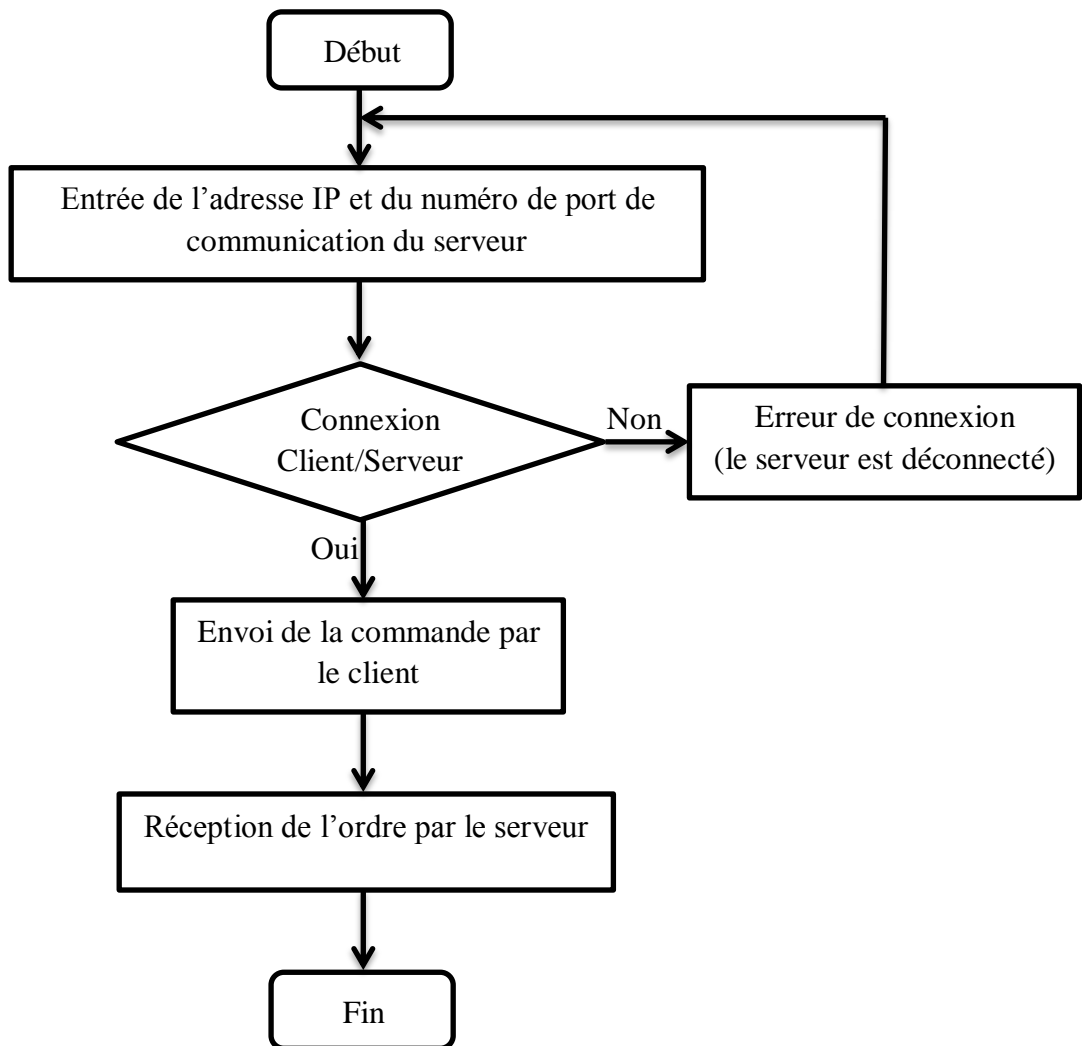 Début
Entrée de l’adresse IP et du numéro de port de
communication du serveur
Connexion
Client/Serveur
Non
Erreur de connexion
(le serveur est déconnecté)
Oui
Envoi de la commande par
le client
Réception de l’ordre par le serveur
Fin